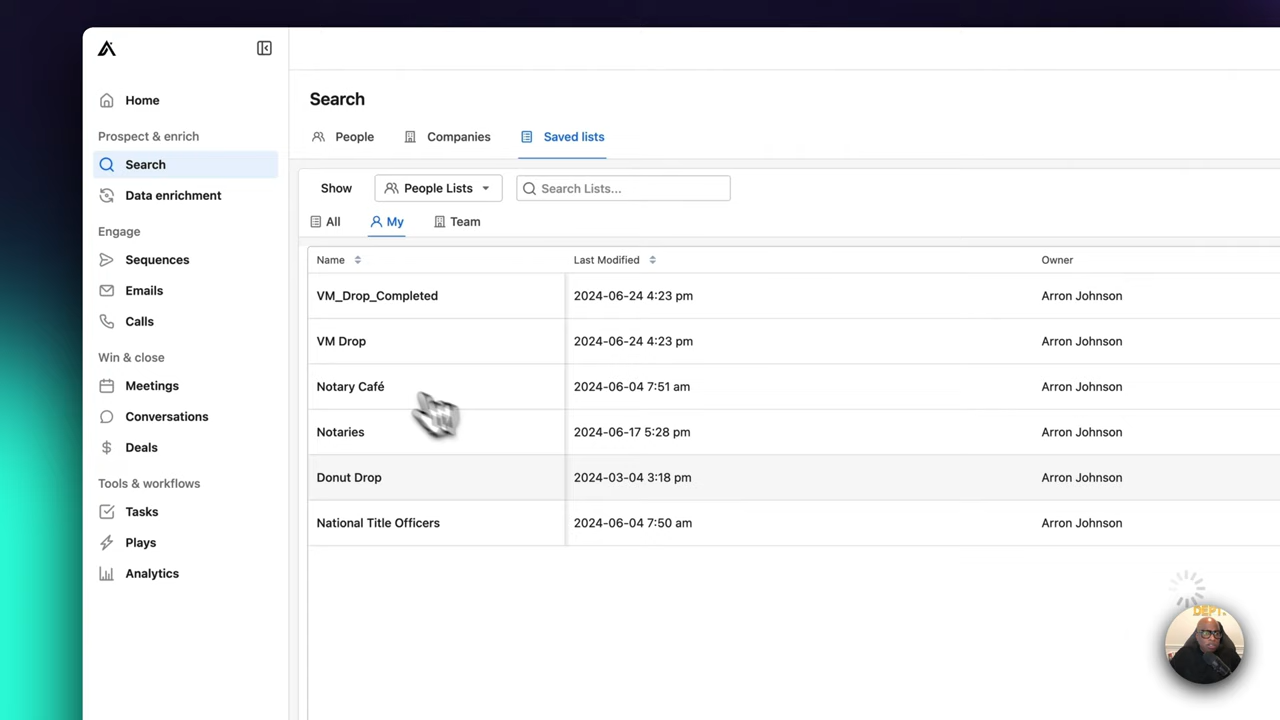 Home
Prospect & enrich
Search
Data enrichment
Engage
Sequences
Emails
Calls
Win & close
Meetings
Conversations
Deals
Tools & workflows
Tasks
Plays
Analytics
Search
People Companies Saved lists
Show People Lists Search Lists...
All My Team
Name Last Modified Owner
VM_Drop_Completed 2024-06-24 4:23 pm Arron Johnson
VM Drop 2024-06-24 4:23 pm Arron Johnson
Notary Café 2024-06-04 7:51 am Arron Johnson
Notaries 2024-06-17 5:28 pm Arron Johnson
Donut Drop 2024-03-04 3:18 pm Arron Johnson
National Title Officers 2024-06-04 7:50 am Arron Johnson
DEPT.